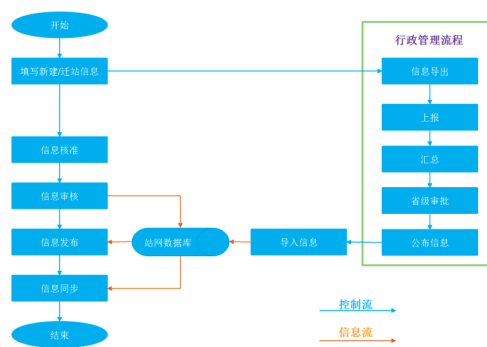 开始
行政管理流程
填写新建/迁站信息
信息导出
上报
信息核准
汇总
信息审核
省级审批
信息发布
站网数据库
导入信息
公布信息
信息同步
控制流
结束
信息流